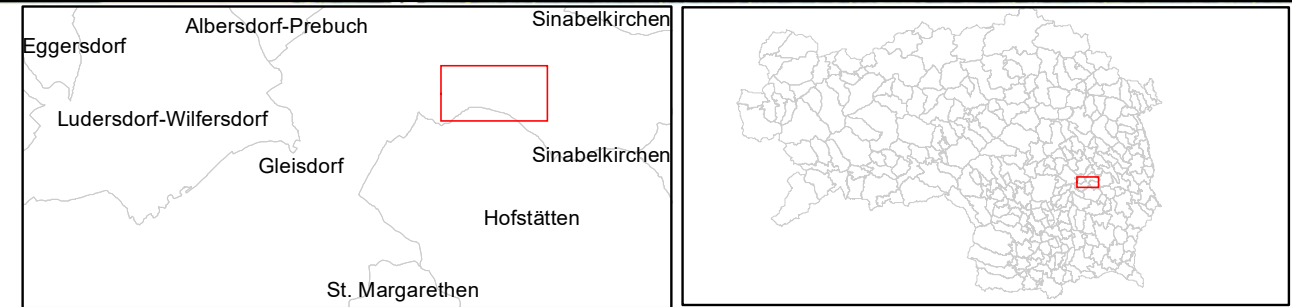 Sinabelkirchen
Albersdorf-Prebuch
Eggersdorf
Ludersdorf-Wilfersdorf
Sinabelkirchen
Gleisdorf
Hofstätten
St. Margarethen